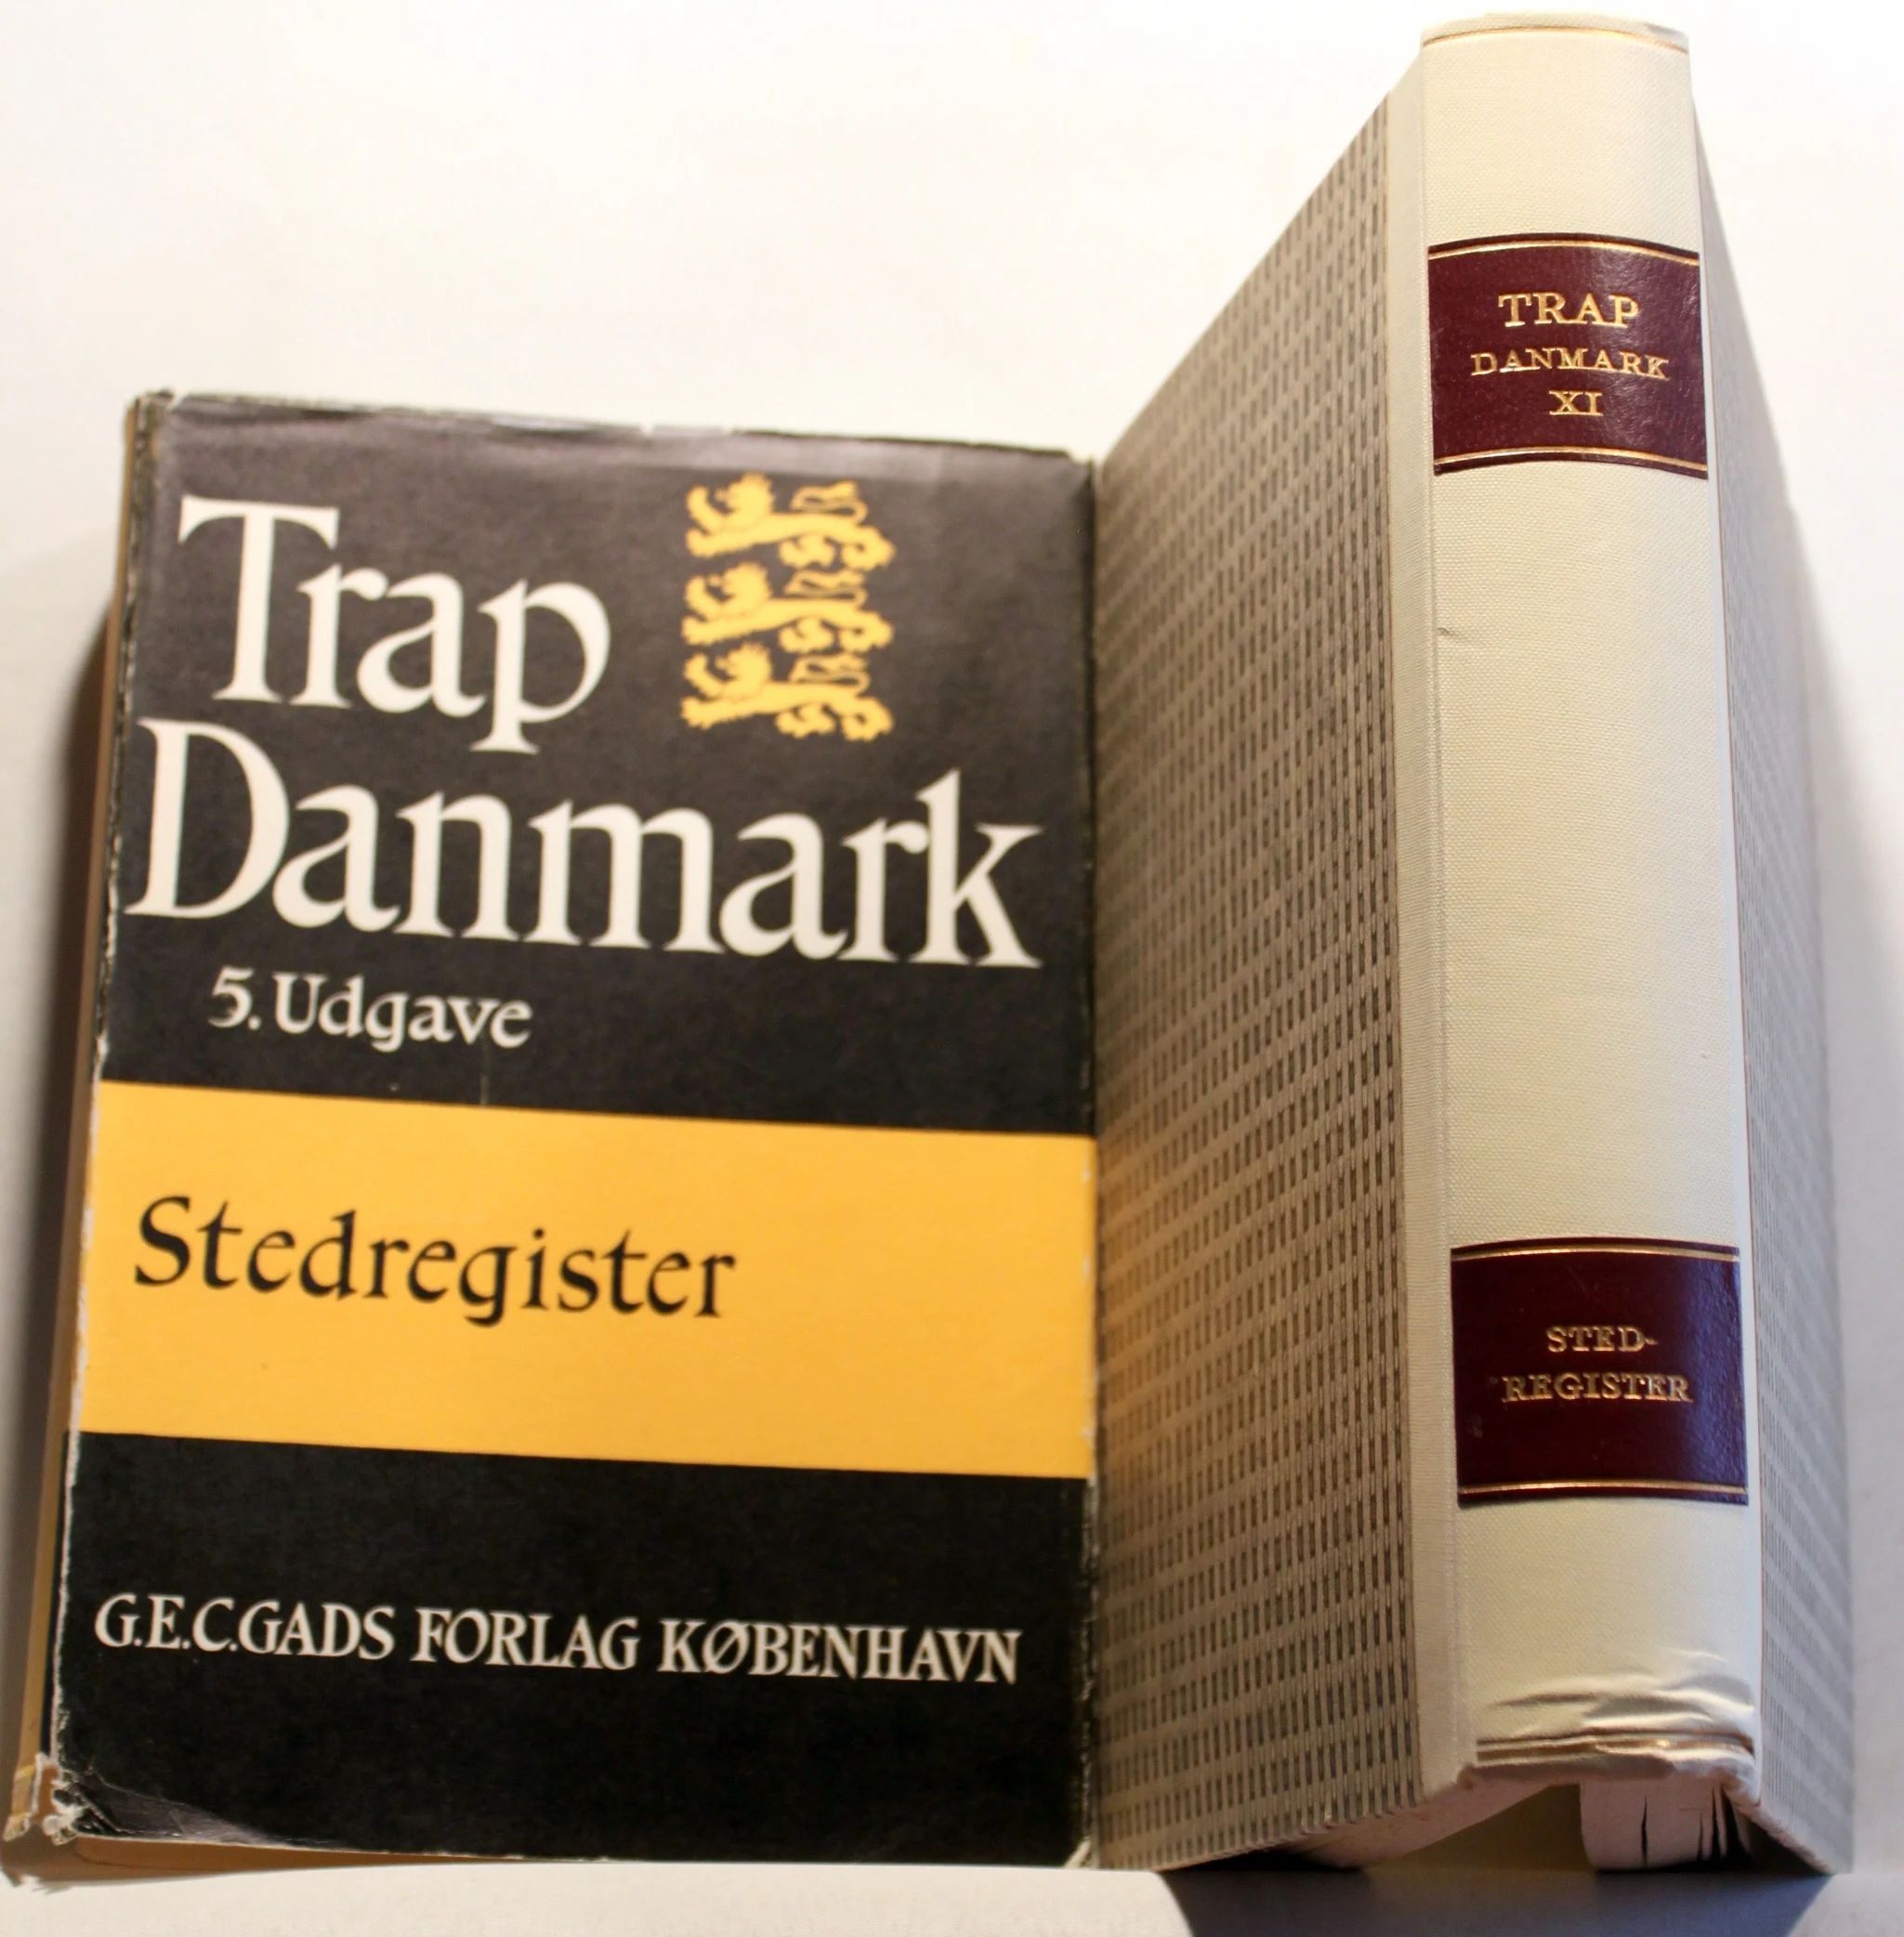 Trap
Danmark
5. Udgave
Stedregister
G.E.C.GADS FORLAG KØBENHAVN
TRAP
DANMARK
XI
STED-
REGISTER